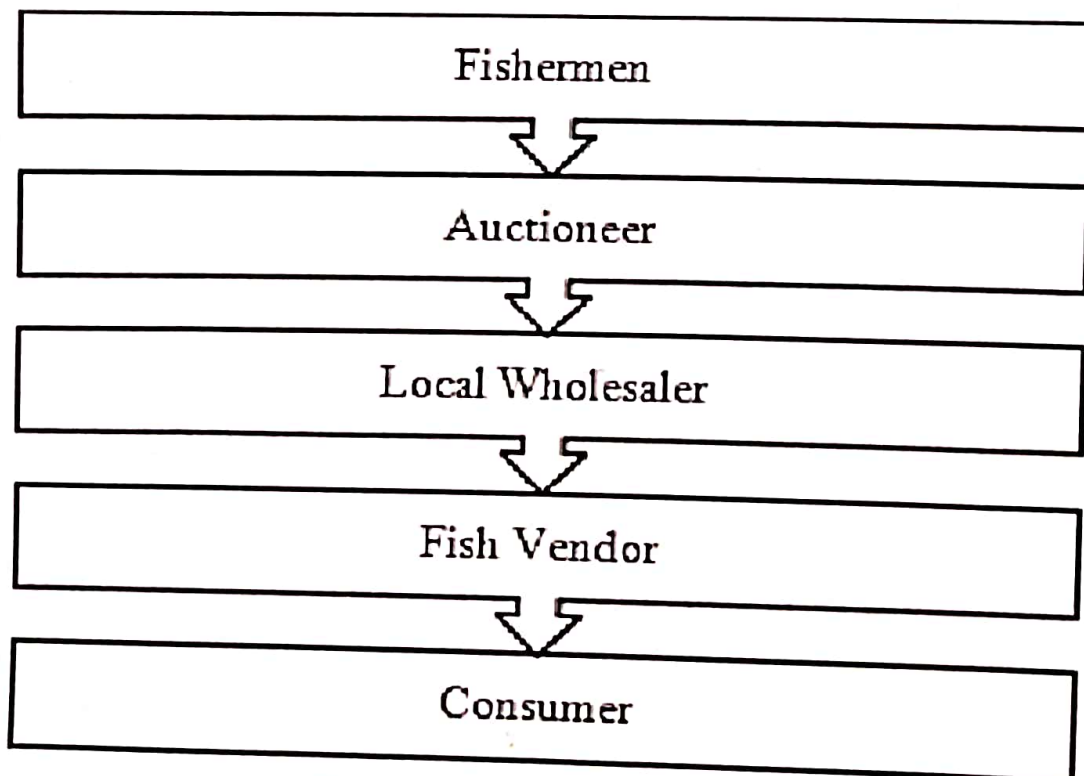 Fishermen
Auctioneer
Local Wholesaler
Fish Vendor
Consumer